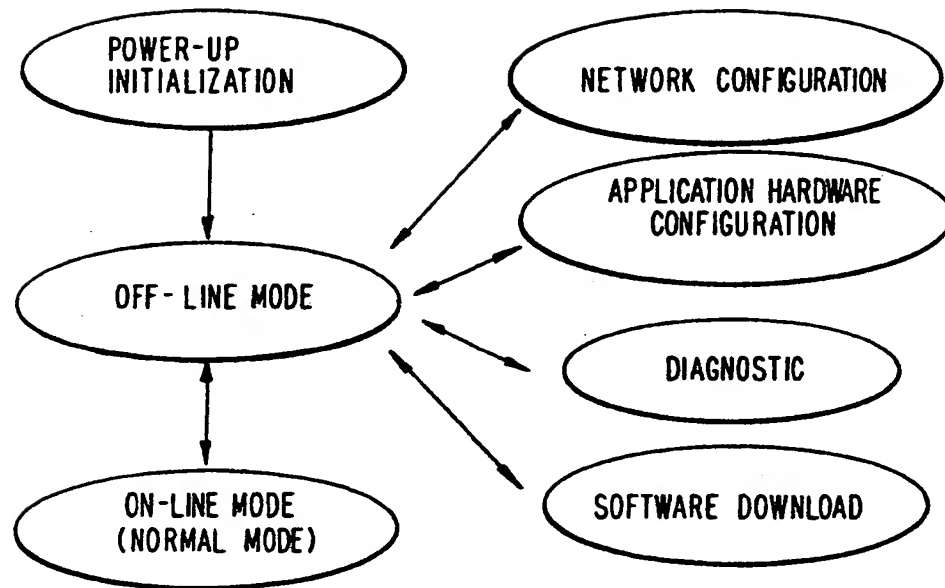 POWER-UP
INITIALIZATION
NETWORK CONFIGURATION
APPLICATION HARDWARE
CONFIGURATION
OFF-LINE MODE
DIAGNOSTIC
ON-LINE MODE
(NORMAL MODE)
SOFTWARE DOWNLOAD